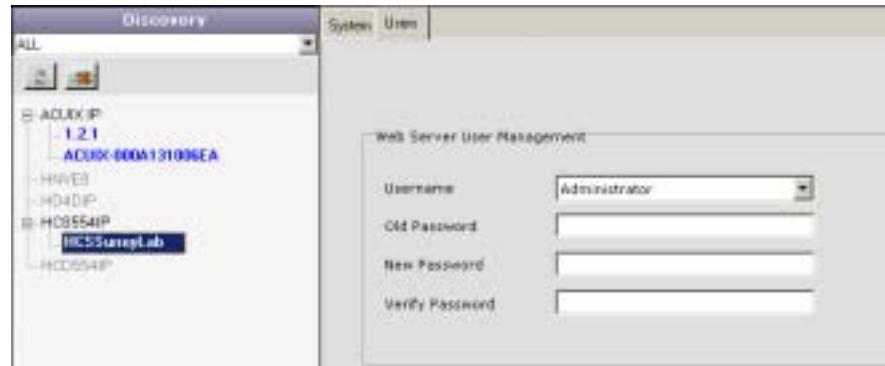 Discovery
ALL
ACUIX IP
1.2.1
ACUIX-000A131006EA
HNVE8
HD4DIP
HCS554IP
HCSSurreyLab
HCD554IP
System Users
Web Server User Management
Username Administrator
Old Password
New Password
Verify Password